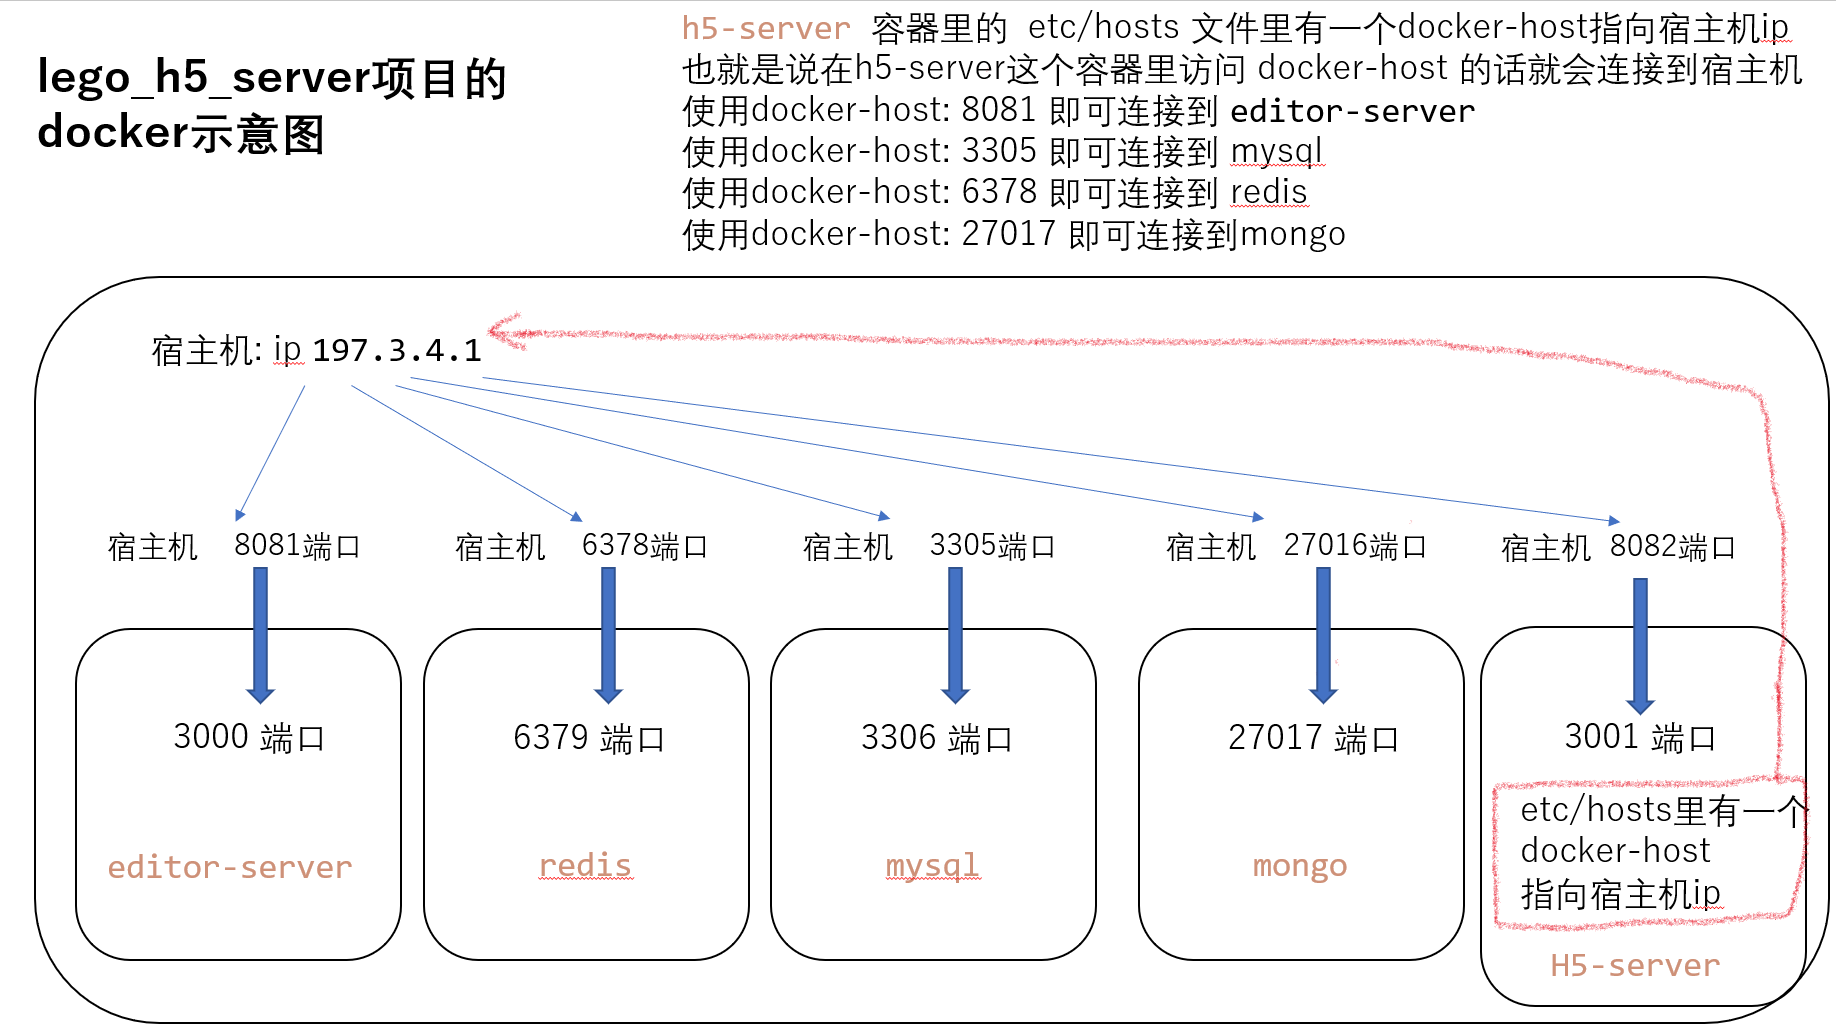 lego_h5_server项目的
docker示意图
h5-server 容器里的 etc/hosts 文件里有一个docker-host指向宿主机ip
也就是说在h5-server这个容器里访问 docker-host 的话就会连接到宿主机
使用docker-host: 8081 即可连接到 editor-server
使用docker-host: 3305 即可连接到 mysql
使用docker-host: 6378 即可连接到 redis
使用docker-host: 27017 即可连接到mongo
宿主机: ip 197.3.4.1
宿主机 8081端口
宿主机 6378端口
宿主机 3305端口
宿主机 27016端口
宿主机 8082端口
3000 端口
6379 端口
3306 端口
27017 端口
3001 端口
etc/hosts里有一个
docker-host
指向宿主机ip
editor-server
redis
mysql
mongo
H5-server